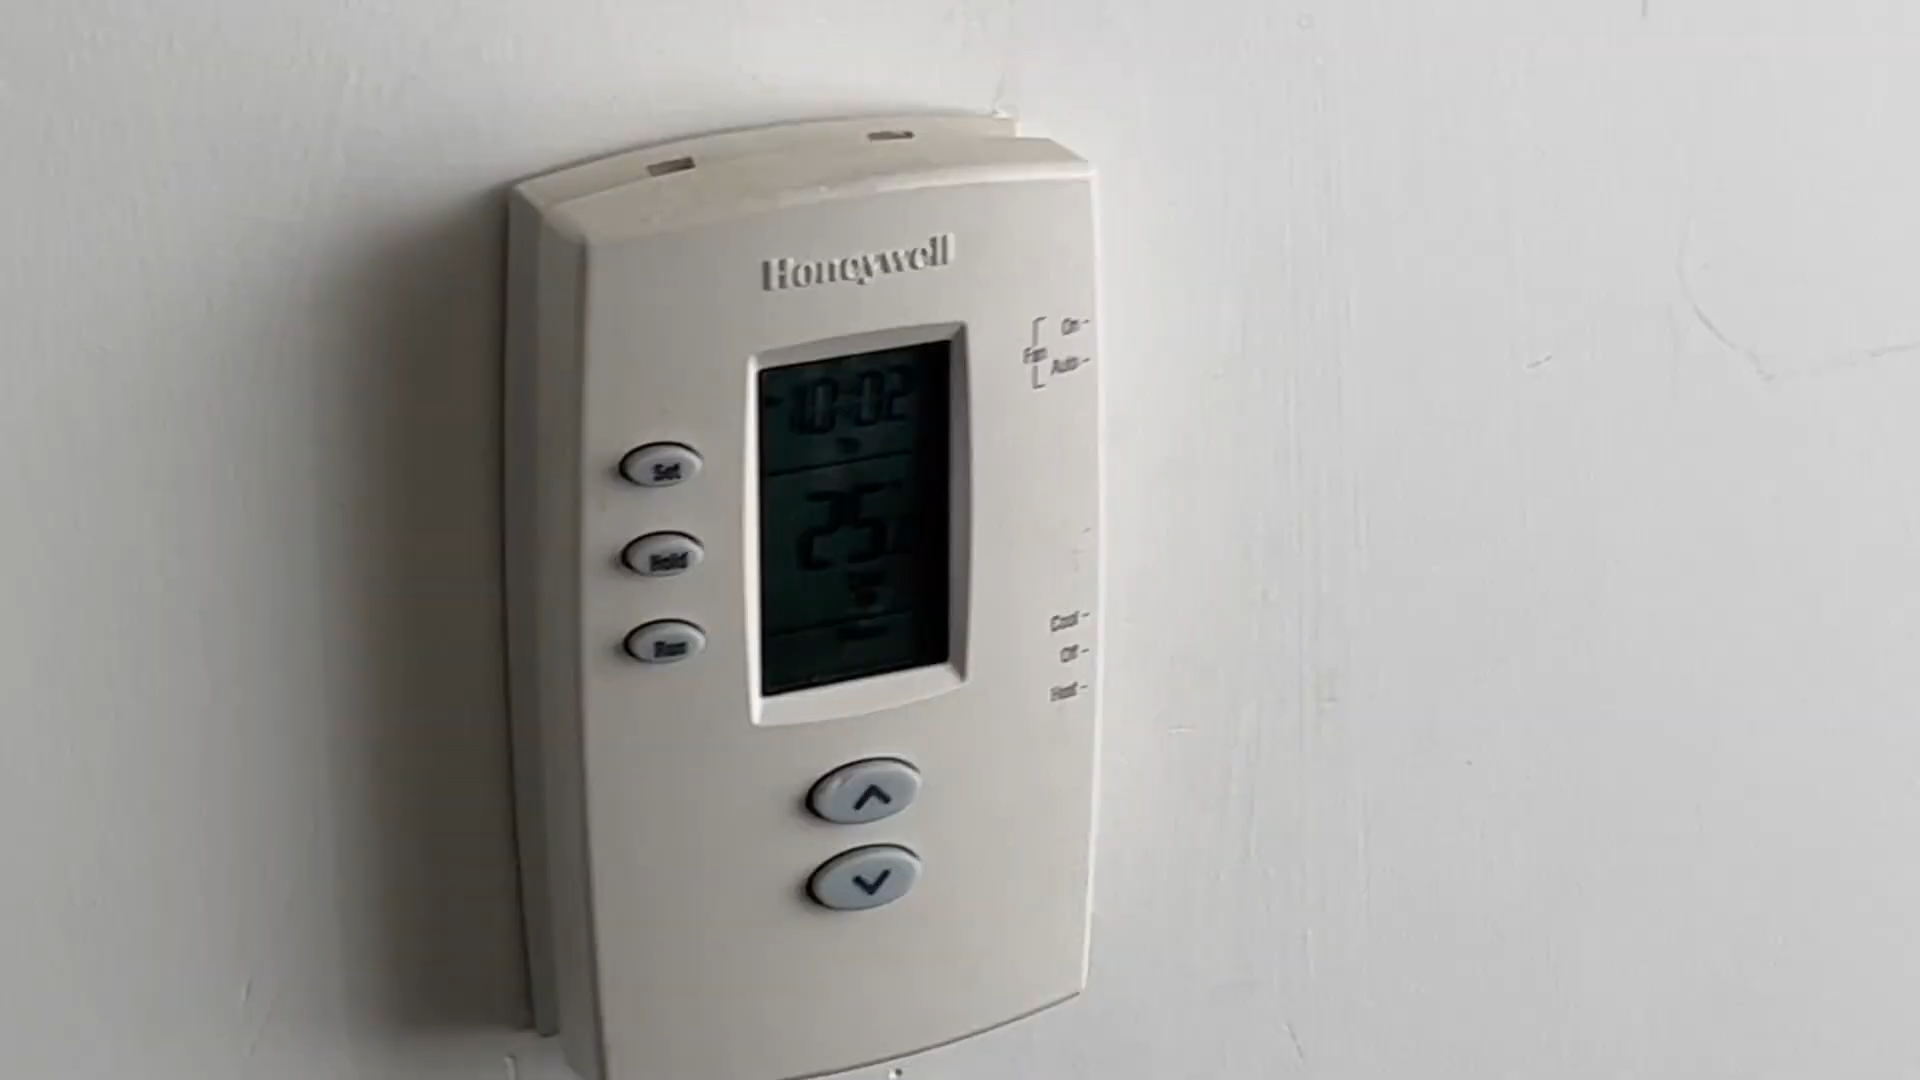 Honeywell
On
Fan
Auto
10:02
Set
25
Hold
Run
Cool
Off
Heat